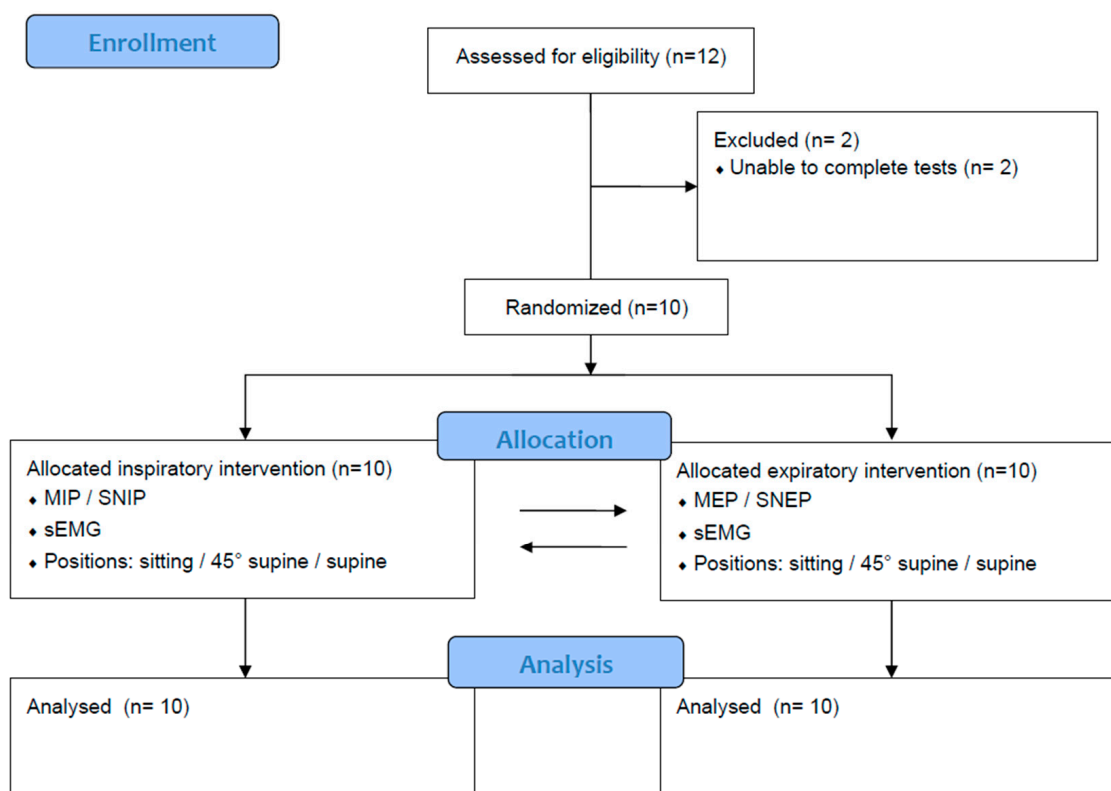 Enrollment
Assessed for eligibility (n=12)
Excluded (n= 2)
⬥ Unable to complete tests (n= 2)
Randomized (n=10)
Allocation
Allocated inspiratory intervention (n=10)
⬥ MIP / SNIP
⬥ sEMG
⬥ Positions: sitting / 45° supine / supine
Allocated expiratory intervention (n=10)
⬥ MEP / SNEP
⬥ sEMG
⬥ Positions: sitting / 45° supine / supine
Analysis
Analysed (n= 10)
Analysed (n= 10)